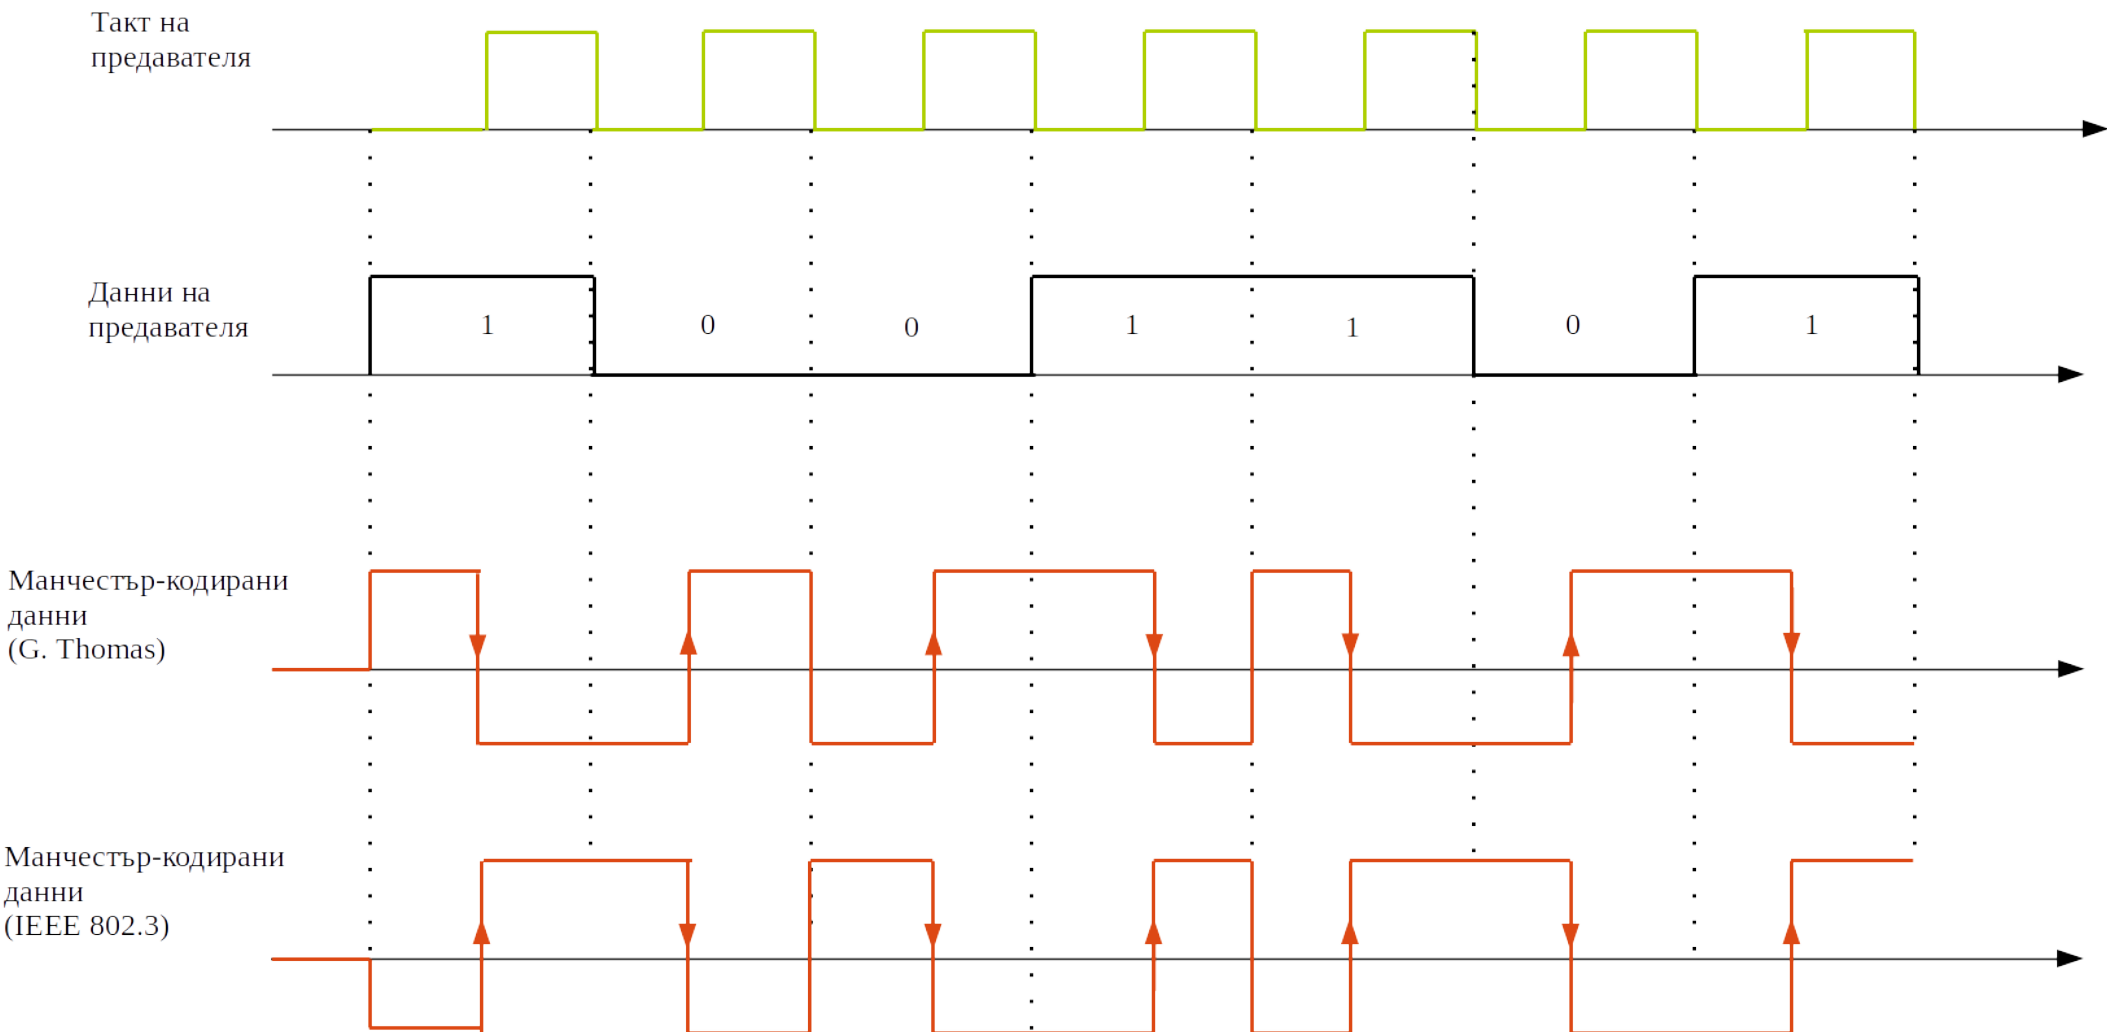 Такт на
предавателя
Данни на
предавателя
1 0 0 1 1 0 1
Манчестър-кодирани
данни
(G. Thomas)
Манчестър-кодирани
данни
(IEEE 802.3)